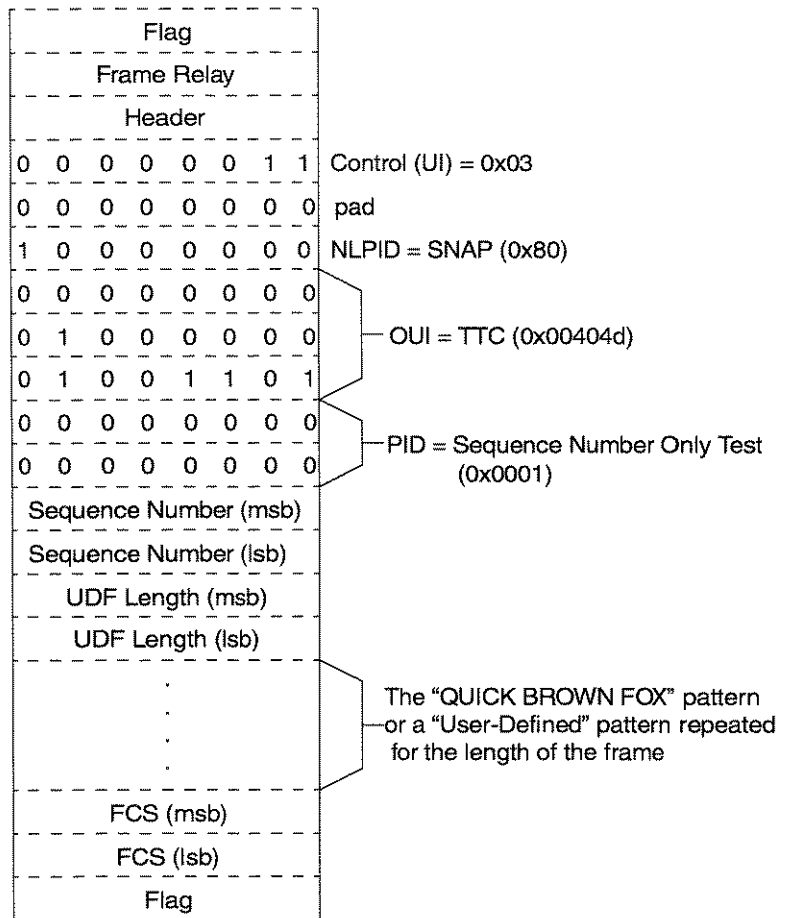 Flag
Frame Relay
Header
0 0 0 0 0 0 1 1 Control (UI) = 0x03
0 0 0 0 0 0 0 0 pad
1 0 0 0 0 0 0 0 NLPID = SNAP (0x80)
0 0 0 0 0 0 0 0
0 1 0 0 0 0 0 0 OUI = TTC (0x00404d)
0 1 0 0 1 1 0 1
0 0 0 0 0 0 0 0
PID = Sequence Number Only Test
0 0 0 0 0 0 0 0
(0x0001)
Sequence Number (msb)
Sequence Number (lsb)
UDF Length (msb)
UDF Length (lsb)
The “QUICK BROWN FOX” pattern
or a “User-Defined” pattern repeated
for the length of the frame
FCS (msb)
FCS (lsb)
Flag